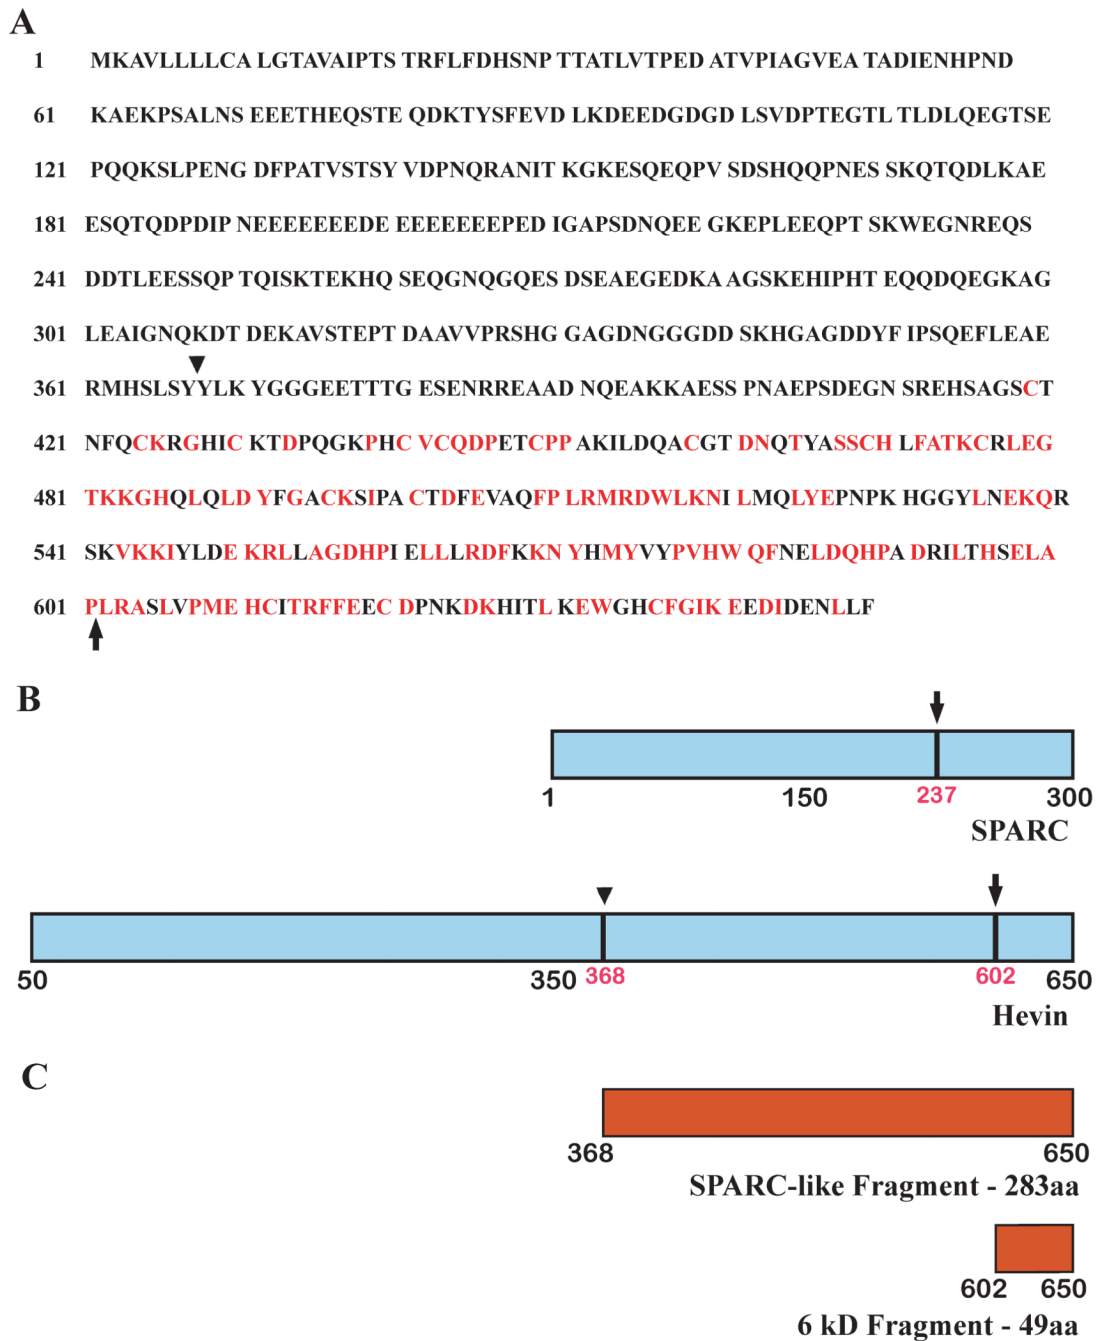 A
1 MKAVLLLLCA LGTAVAIPTS TRFLFDHSNP TTATLVTPED ATVPIAGVEA TADIENHPND
61 KAEKPSALNS EEETHEQSTE QDKTYSFEVD LKDEEDGDGD LSVDPTEGTL TLDLQEGTSE
121 PQQKSLPENG DFPATVSTSY VDPNQRANIT KGKESQEQPV SDSHQQPNES SKQTQDLKAE
181 ESQTQDPDIP NEEEEEEEDE EEEEEEEPED IGAPSDNQEE GKEPLEEQPT SKWEGNREQS
241 DDTLEESSQP TQISKTEKHQ SEQGNQGQES DSEAEGEDKA AGSKEHIPHT EQQDQEGKAG
301 LEAIGNQKDT DEKAVSTEPT DAAVVPRSHG GAGDNGGGDD SKHGAGDDYF IPSQEFLEAE
361 RMHSLSYYLK YGGGEETTTG ESENRREAAD NQEAKKAESS PNAEPSDEGN SREHSAGSCT
421 NFQCKRGHIC KTDPQGKPHC VCQDPETCPP AKILDQACGT DNQTYASSCH LFATKCRLEG
481 TKKGHQLQLD YFGACKSIPA CTDFEVAQFP LRMRDWLKNI LMQLYEPNPK HGGYLNEKQR
541 SKVKKIYLDE KRLLAGDHPI ELLLRDFKKN YHMYVYPVHW QFNELDQHPA DRILTHSELA
601 PLRASLVPME HCITRFFEEC DPNKDKHITL KEWGHCFGIKE EDIDENLLF
B
237
1 150 300
SPARC
50 350 368 602 650
Hevin
C
368 650
SPARC-like Fragment - 283aa
602 650
6 kD Fragment - 49aa